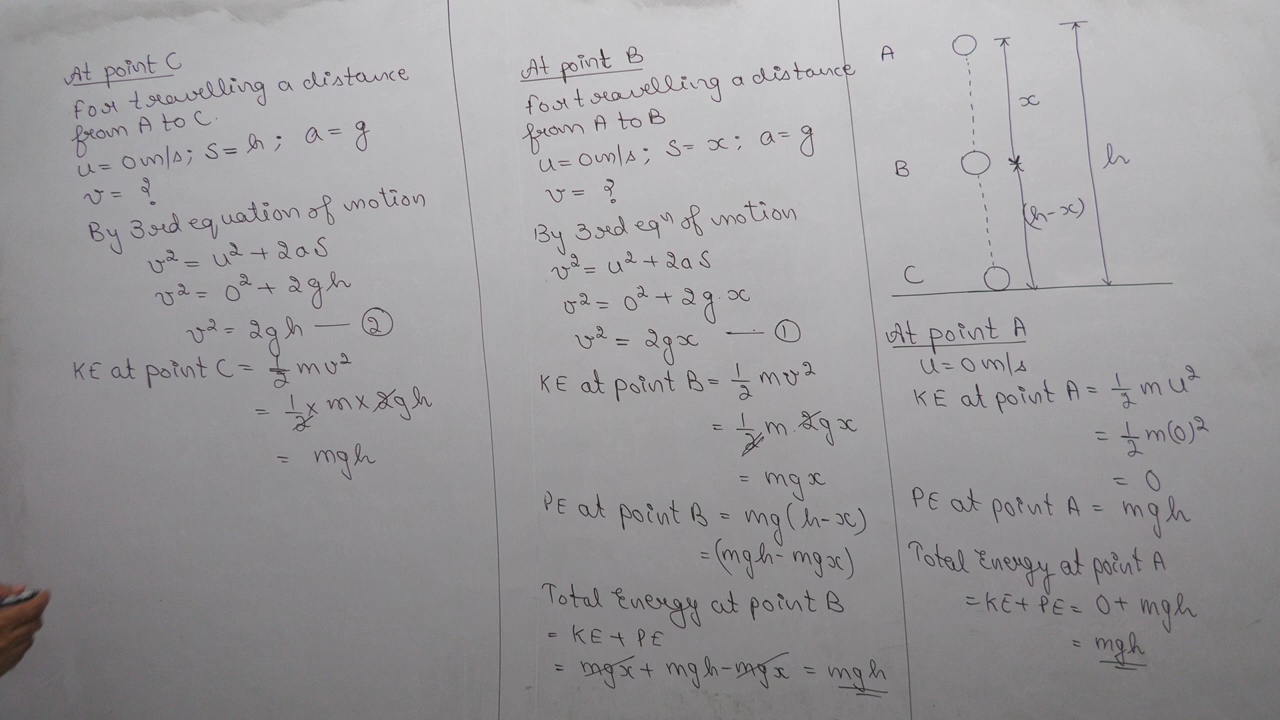 At point C
For travelling a distance
from A to C.
u = 0m/s; S = h; a = g
v = ?
By 3rd equation of motion
v² = u² + 2aS
v² = 0² + 2gh
v² = 2gh — ②
KE at point C = 1/2 mv²
= 1/2 × m × 2gh
= mgh
At point B
For travelling a distance
from A to B
u = 0m/s; S = x; a = g
v = ?
By 3rd eqⁿ of motion
v² = u² + 2aS
v² = 0² + 2g.x
v² = 2gx — ①
KE at point B = 1/2 mv²
= 1/2 m.2gx
= mgx
PE at point B = mg(h-x)
= (mgh - mgx)
Total Energy at point B
= KE + PE
= mgx + mgh - mgx = mgh
A
x
h
B
(h-x)
C
At point A
u = 0m/s
KE at point A = 1/2 mu²
= 1/2 m(0)²
= 0
PE at point A = mgh
Total Energy at point A
= KE + PE = 0 + mgh
= mgh